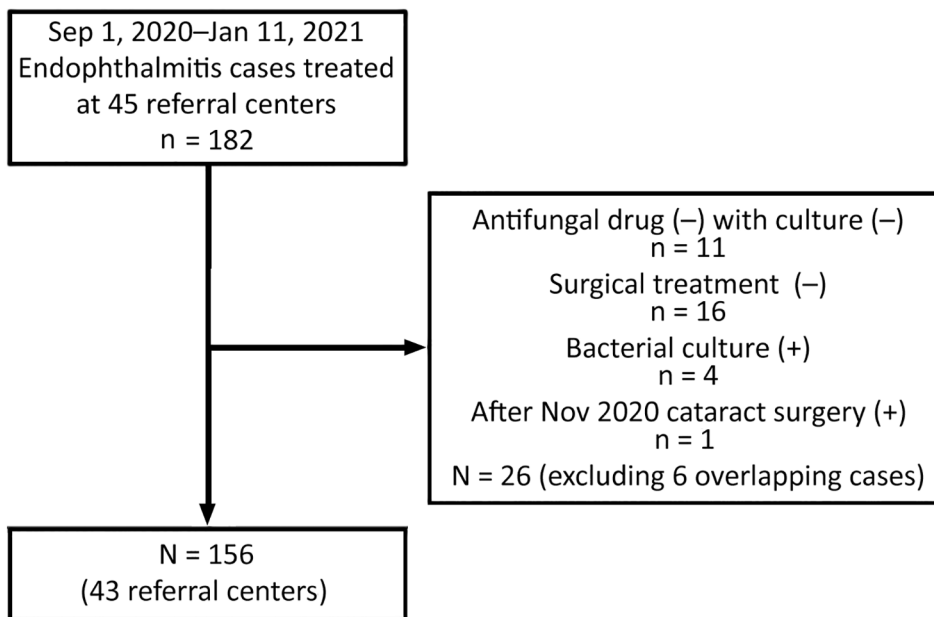 Sep 1, 2020–Jan 11, 2021
Endophthalmitis cases treated
at 45 referral centers
n = 182
Antifungal drug (–) with culture (–)
n = 11
Surgical treatment (–)
n = 16
Bacterial culture (+)
n = 4
After Nov 2020 cataract surgery (+)
n = 1
N = 26 (excluding 6 overlapping cases)
N = 156
(43 referral centers)